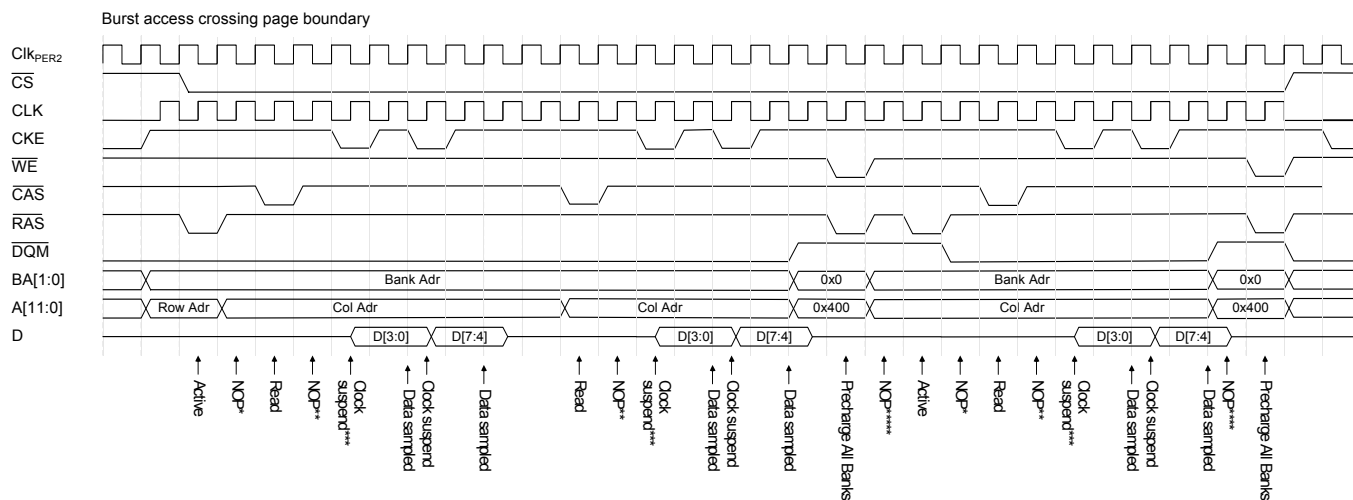 Burst access crossing page boundary
ClkPER2
CS
CLK
CKE
WE
CAS
RAS
DQM
BA[1:0] Bank Adr 0x0 Bank Adr 0x0
A[11:0] Row Adr Col Adr Col Adr 0x400 Col Adr 0x400
D D[3:0] D[7:4] D[3:0] D[7:4] D[3:0] D[7:4]
Active
NOP*
Read
NOP**
Clock
suspend***
Data sampled
Clock suspend
Data sampled
Read
NOP**
Clock
suspend***
Data sampled
Clock suspend
Data sampled
Precharge All Banks
NOP****
Active
NOP*
Read
NOP**
Clock
suspend***
Data sampled
Clock suspend
Data sampled
NOP****
Precharge All Banks